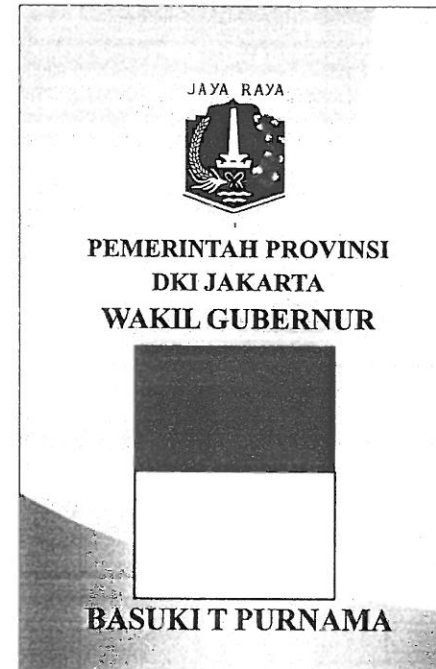 JAYA RAYA
PEMERINTAH PROVINSI
DKI JAKARTA
WAKIL GUBERNUR
BASUKI T PURNAMA